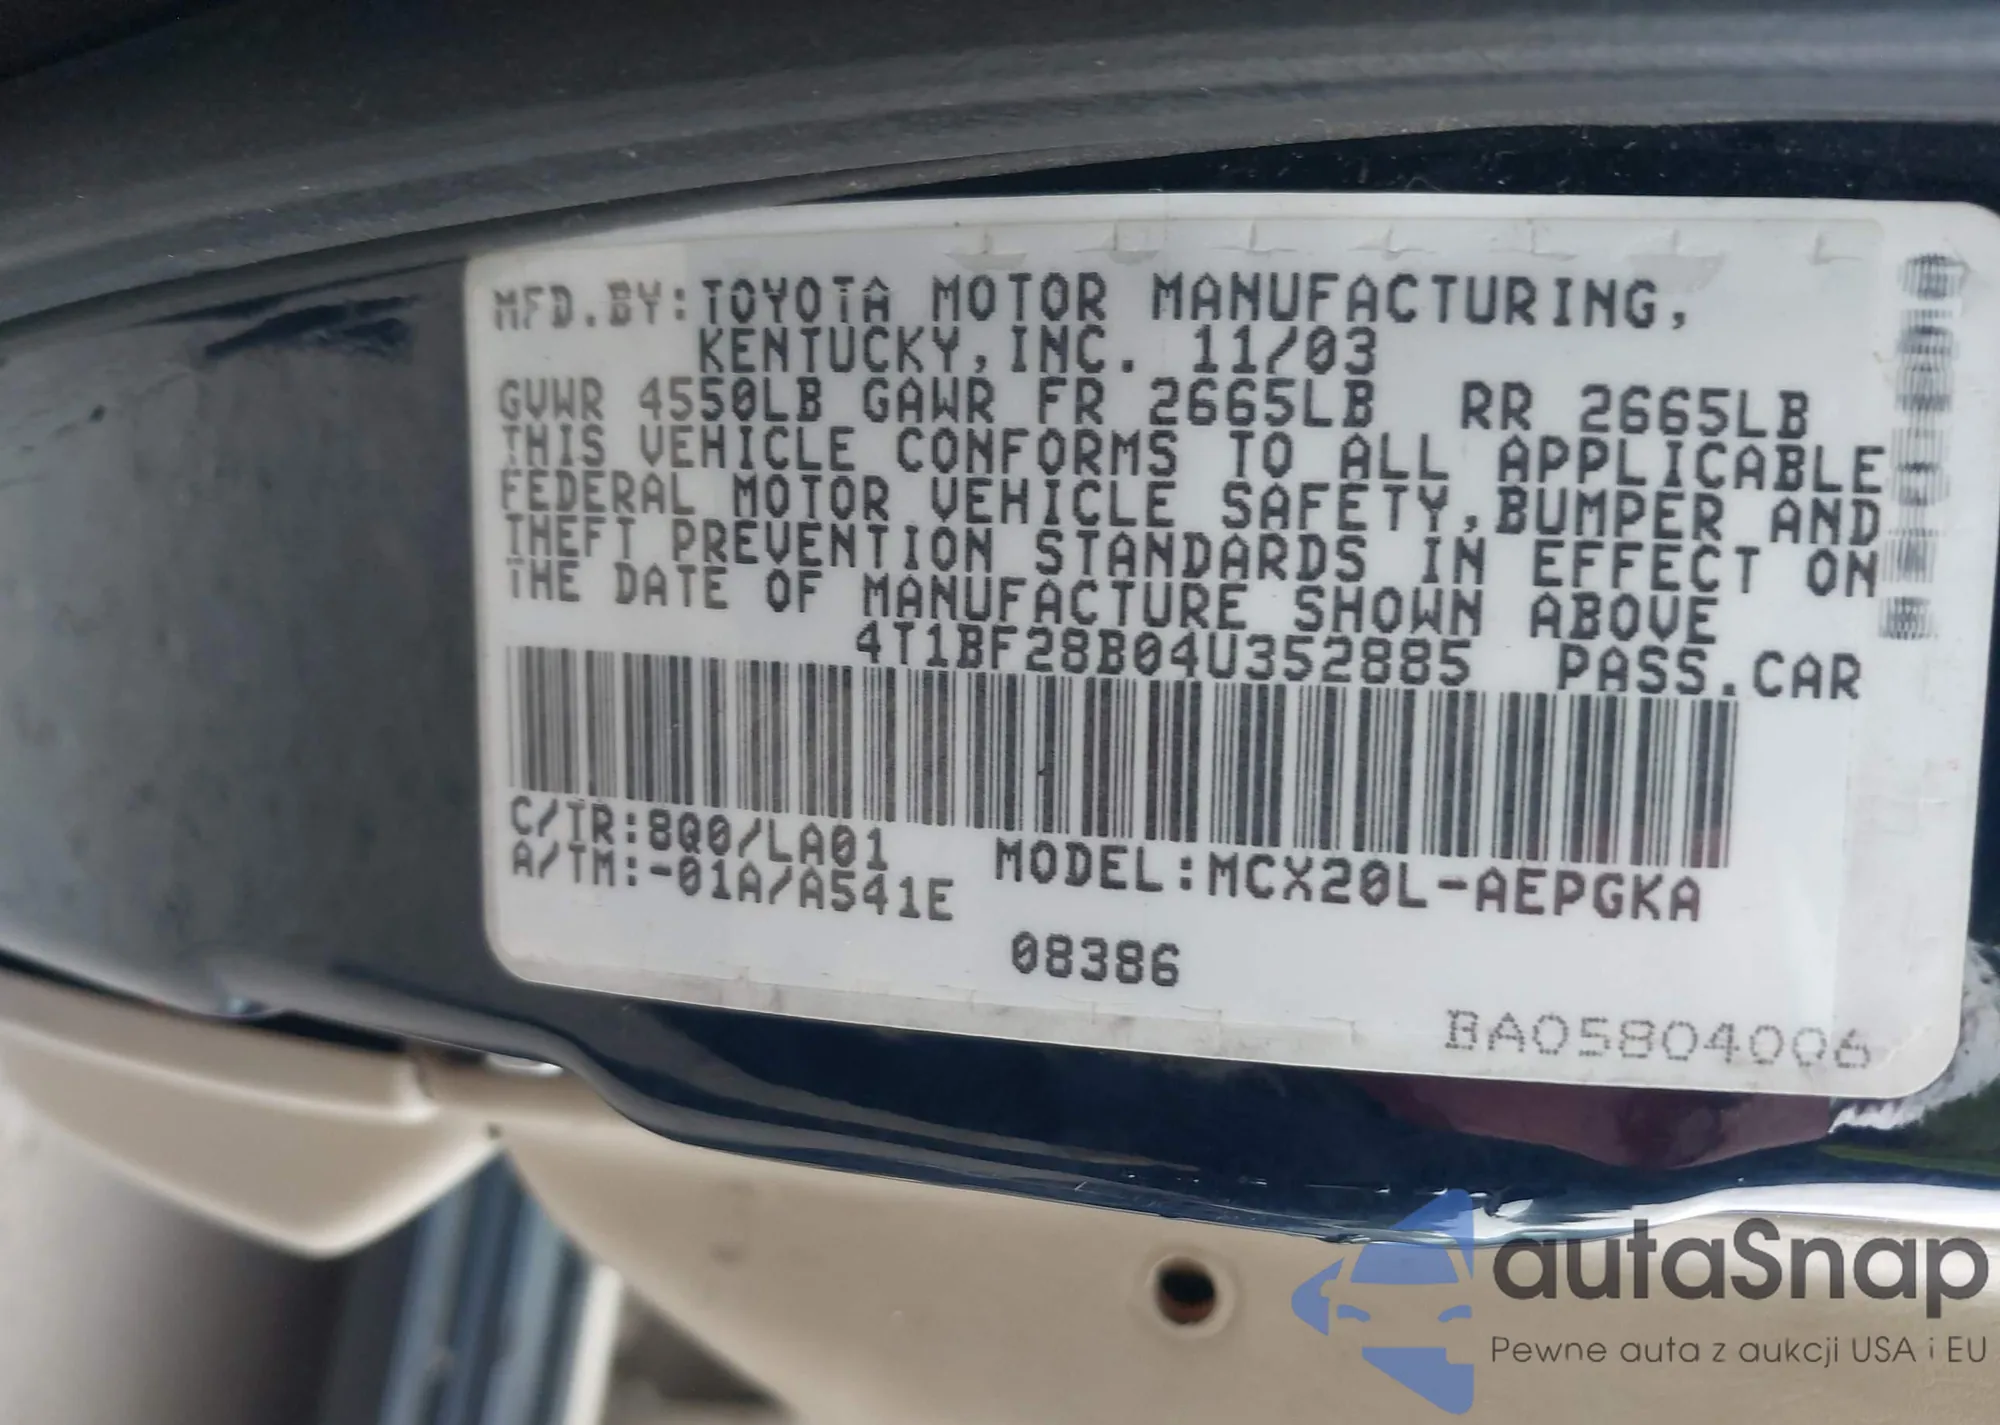 MFD.BY:TOYOTA MOTOR MANUFACTURING,
KENTUCKY,INC. 11/03
GVWR 4550LB GAWR FR 2665LB RR 2665LB
THIS VEHICLE CONFORMS TO ALL APPLICABLE
FEDERAL MOTOR VEHICLE SAFETY,BUMPER AND
THEFT PREVENTION STANDARDS IN EFFECT ON
THE DATE OF MANUFACTURE SHOWN ABOVE
4T1BF28B04U352885 PASS.CAR
C/TR:8Q0/LA01
A/TM:-01A/A541E
MODEL:MCX20L-AEPGKA
08386
BA05804006
autaSnap
Pewne auta z aukcji USA i EU